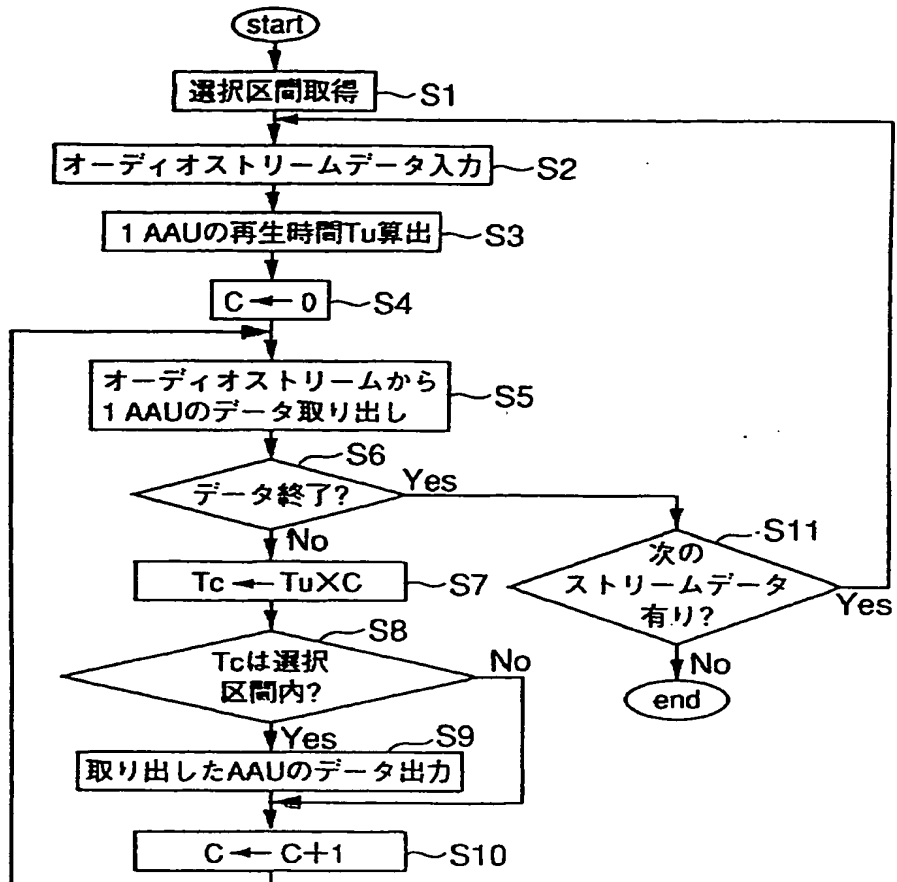 start
選択区間取得
S1
オーディオストリームデータ入力
S2
1 AAUの再生時間Tu算出
S3
C ← 0
S4
オーディオストリームから
1 AAUのデータ取り出し
S5
S6
データ終了?
Yes
No
S11
次の
ストリームデータ
有り?
Yes
No
end
Tc ← Tu×C
S7
S8
Tcは選択
区間内?
No
Yes
S9
取り出したAAUのデータ出力
C ← C+1
S10